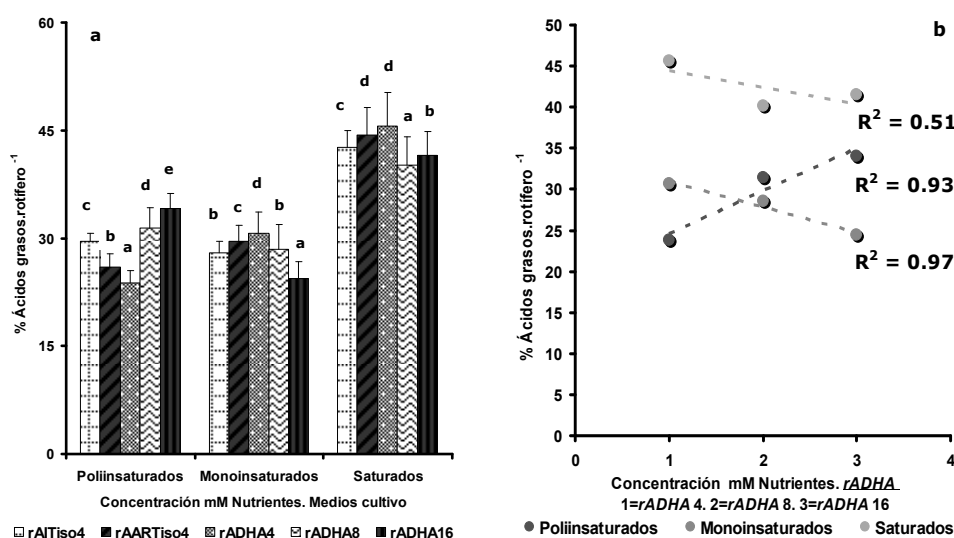 a
60
45
30
15
0
% Ácidos grasos.rotífero -1
c
b
a
d
e
b
c
d
b
a
c
d
d
a
b
Poliinsaturados Monoinsaturados Saturados
Concentración mM Nutrientes. Medios cultivo
rAITiso4 rAARTiso4 rADHA4 rADHA8 rADHA16
b
50
45
40
35
30
25
20
15
10
5
0
% Ácidos grasos.rotífero -1
R2 = 0.51
R2 = 0.93
R2 = 0.97
0 1 2 3 4
Concentración mM Nutrientes. rADHA
1=rADHA 4. 2=rADHA 8. 3=rADHA 16
Poliinsaturados Monoinsaturados Saturados